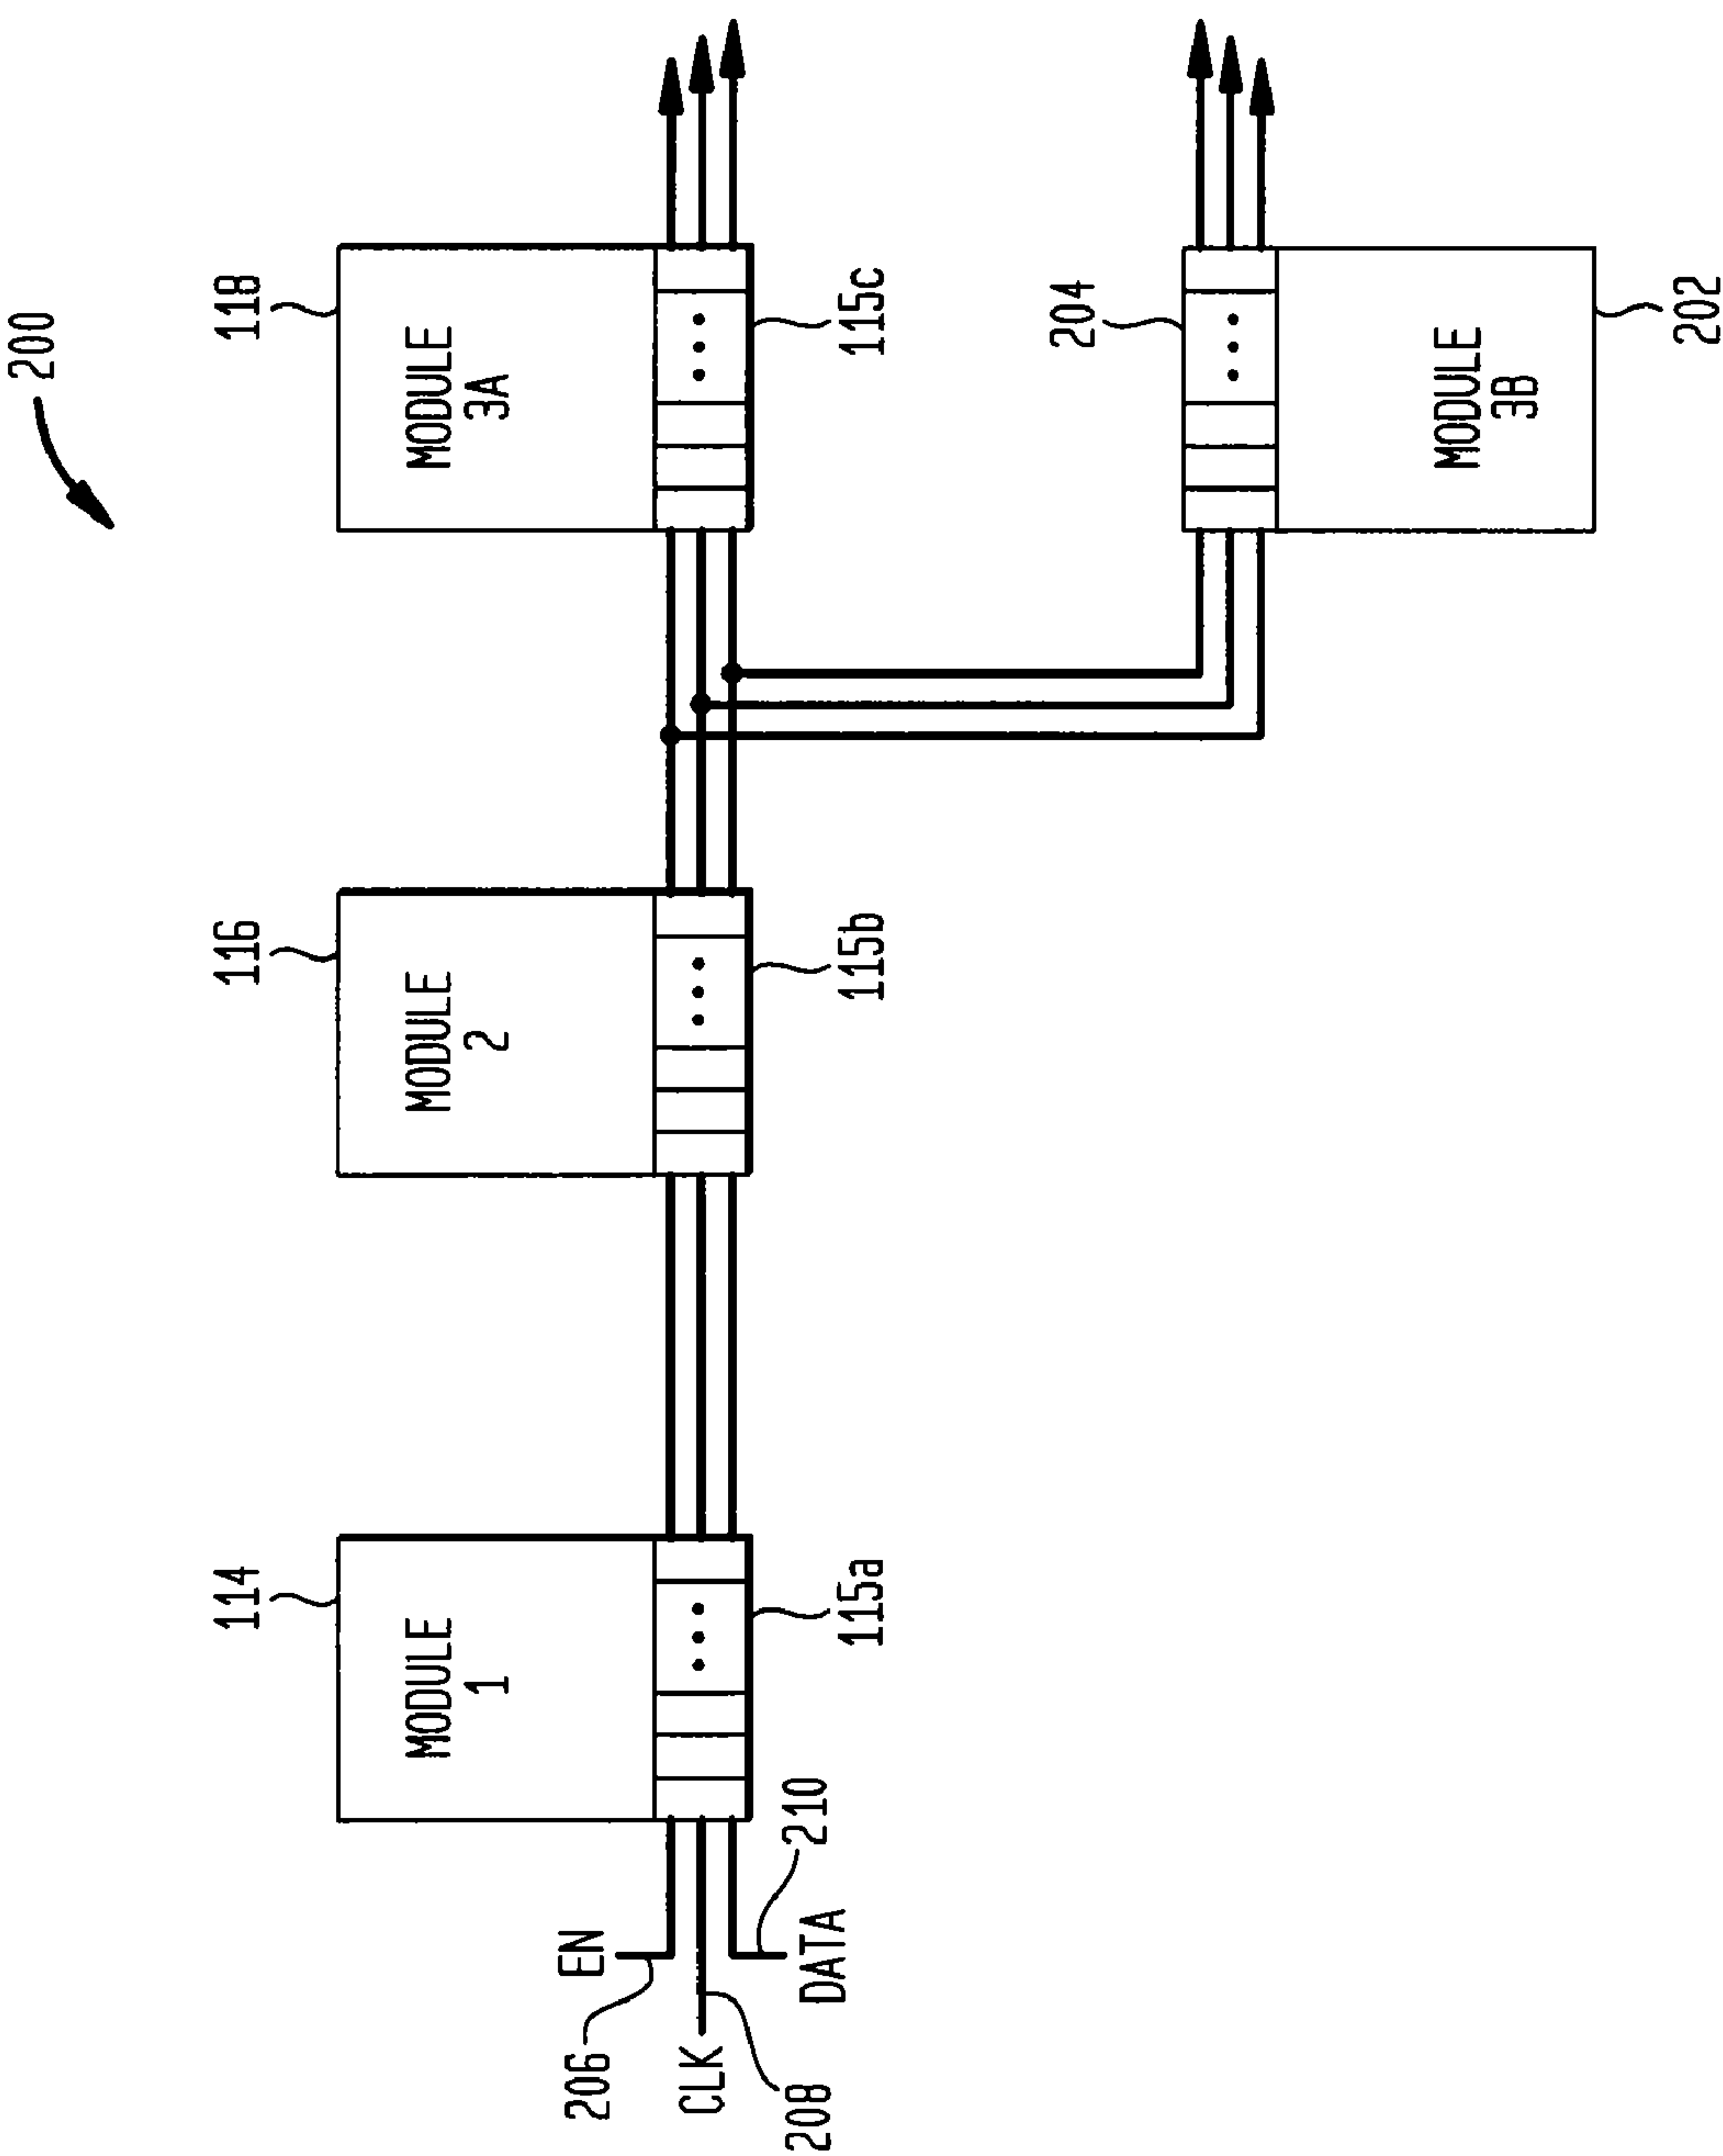 200
114
116
118
MODULE
1
MODULE
2
MODULE
3A
EN
206
CLK
208
210
DATA
115a
115b
115c
204
MODULE
3B
202